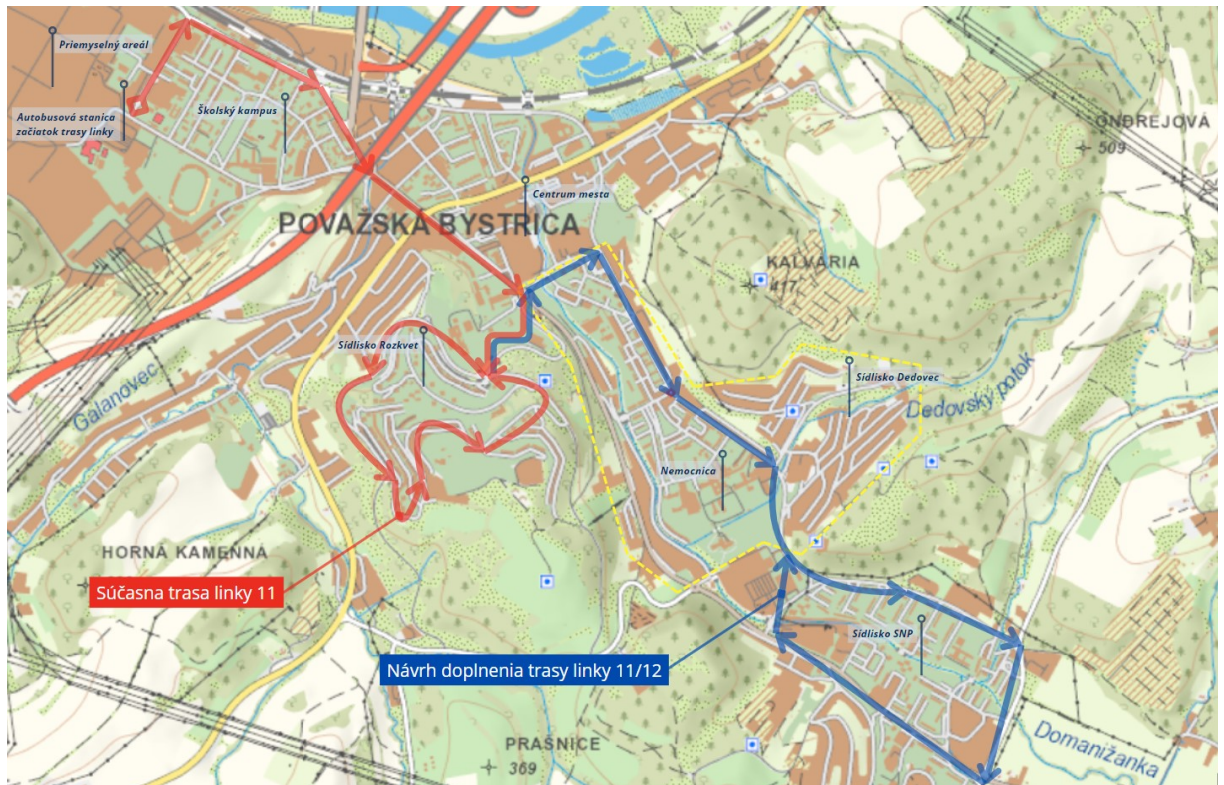 Priemyselný areál
Autobusová stanica
začiatok trasy linky
Školský kampus
ONDREJOVÁ
509
Centrum mesta
POVAŽSKÁ BYSTRICA
KALVÁRIA
417
Sídlisko Rozkvet
Galanovec
Sídlisko Dedovec
Dedovský potok
Nemocnica
HORNÁ KAMENNÁ
Súčasna trasa linky 11
Sídlisko SNP
Návrh doplnenia trasy linky 11/12
PRAŠNICE
369
Domanižanka